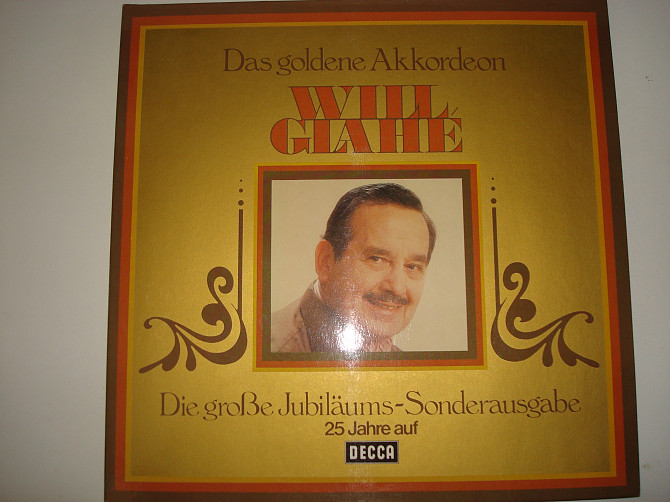 Das goldene Akkordeon
WILL
GLAHÉ
Die große Jubiläums-Sonderausgabe
25 Jahre auf
DECCA